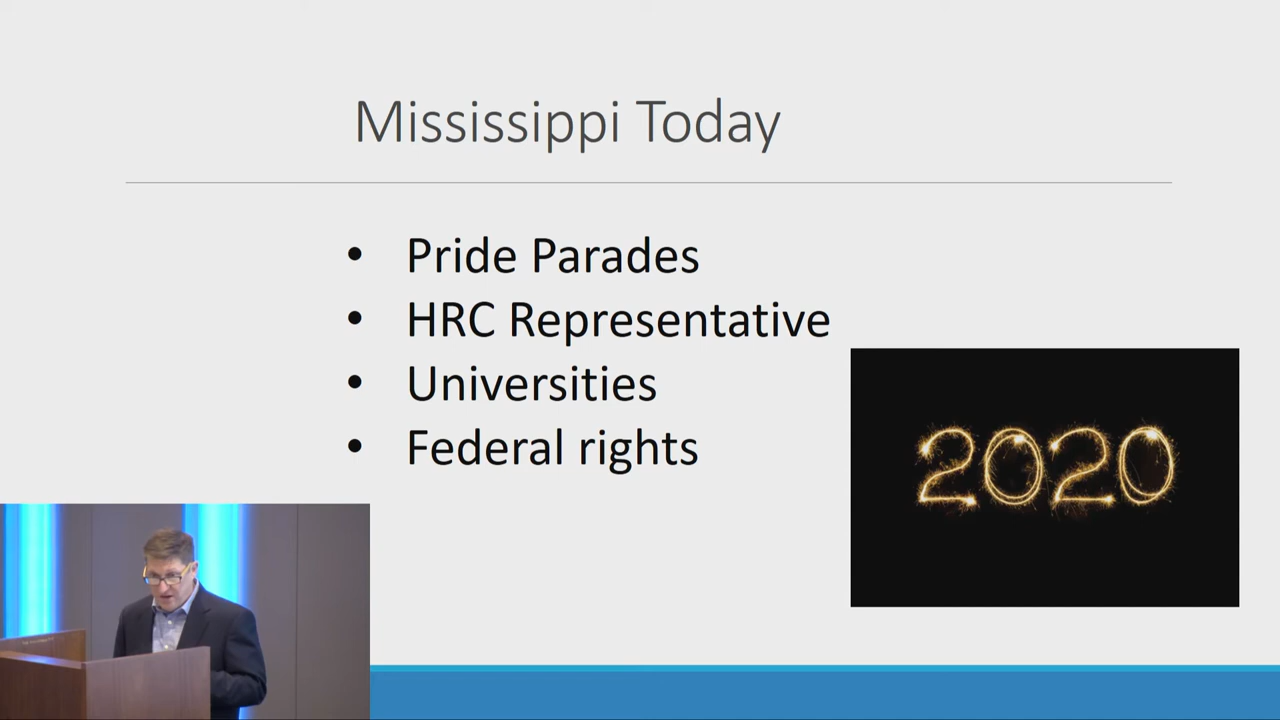 Mississippi Today
• Pride Parades
• HRC Representative
• Universities
• Federal rights
2020